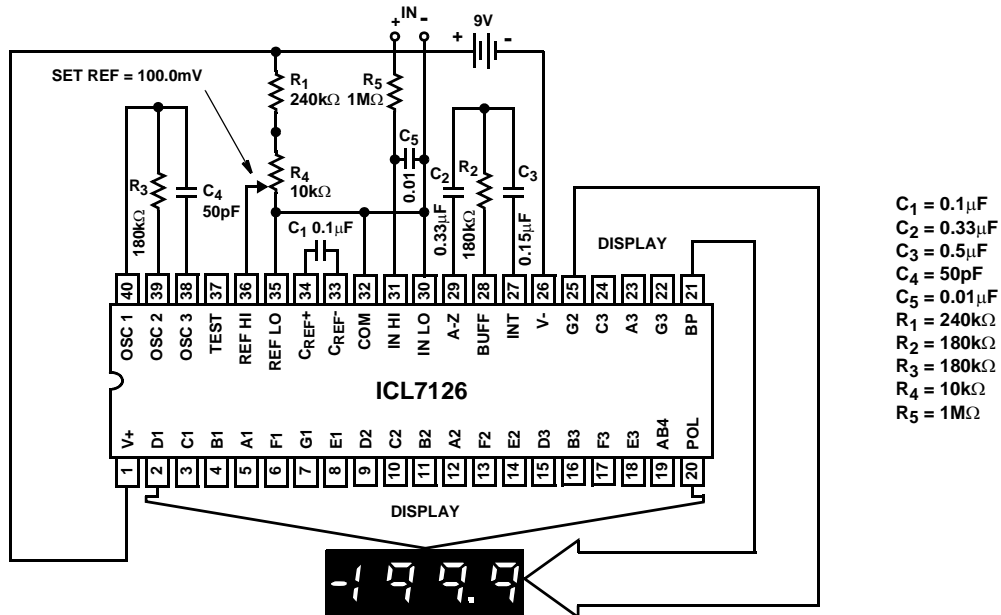 IN
+ -
9V
+ -
SET REF = 100.0mV
R1
240kΩ
R5
1MΩ
C5
0.01
R4
10kΩ
R3
180kΩ
C4
50pF
C1 0.1μF
C2
0.33μF
R2
180kΩ
C3
0.15μF
DISPLAY
40 39 38 37 36 35 34 33 32 31 30 29 28 27 26 25 24 23 22 21
OSC 1 OSC 2 OSC 3 TEST REF HI REF LO CREF+ CREF- COM IN HI IN LO A-Z BUFF INT V- G2 C3 A3 G3 BP
ICL7126
V+ D1 C1 B1 A1 F1 G1 E1 D2 C2 B2 A2 F2 E2 D3 B3 F3 E3 AB4 POL
1 2 3 4 5 6 7 8 9 10 11 12 13 14 15 16 17 18 19 20
DISPLAY
-199.9
C1 = 0.1μF
C2 = 0.33μF
C3 = 0.5μF
C4 = 50pF
C5 = 0.01μF
R1 = 240kΩ
R2 = 180kΩ
R3 = 180kΩ
R4 = 10kΩ
R5 = 1MΩ